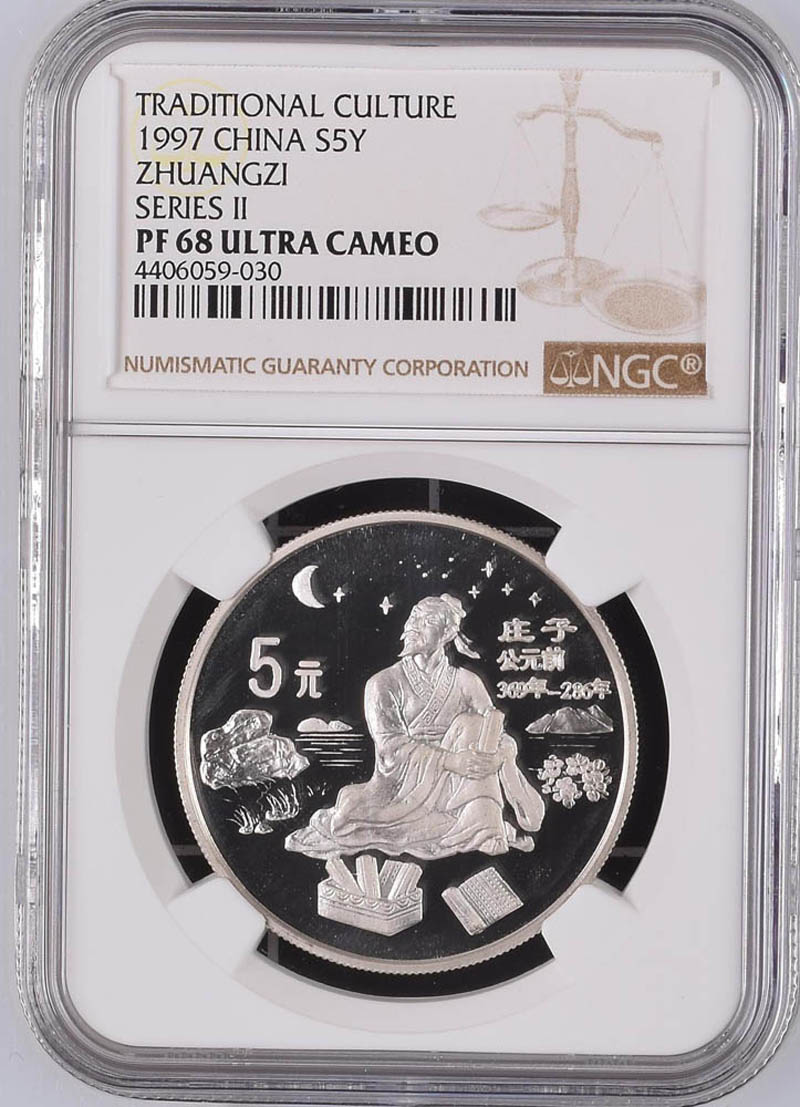 TRADITIONAL CULTURE
1997 CHINA S5Y
ZHUANGZI
SERIES II
PF 68 ULTRA CAMEO
4406059-030
NUMISMATIC GUARANTY CORPORATION
NGC®
5元
庄子
公元前
369年-286年